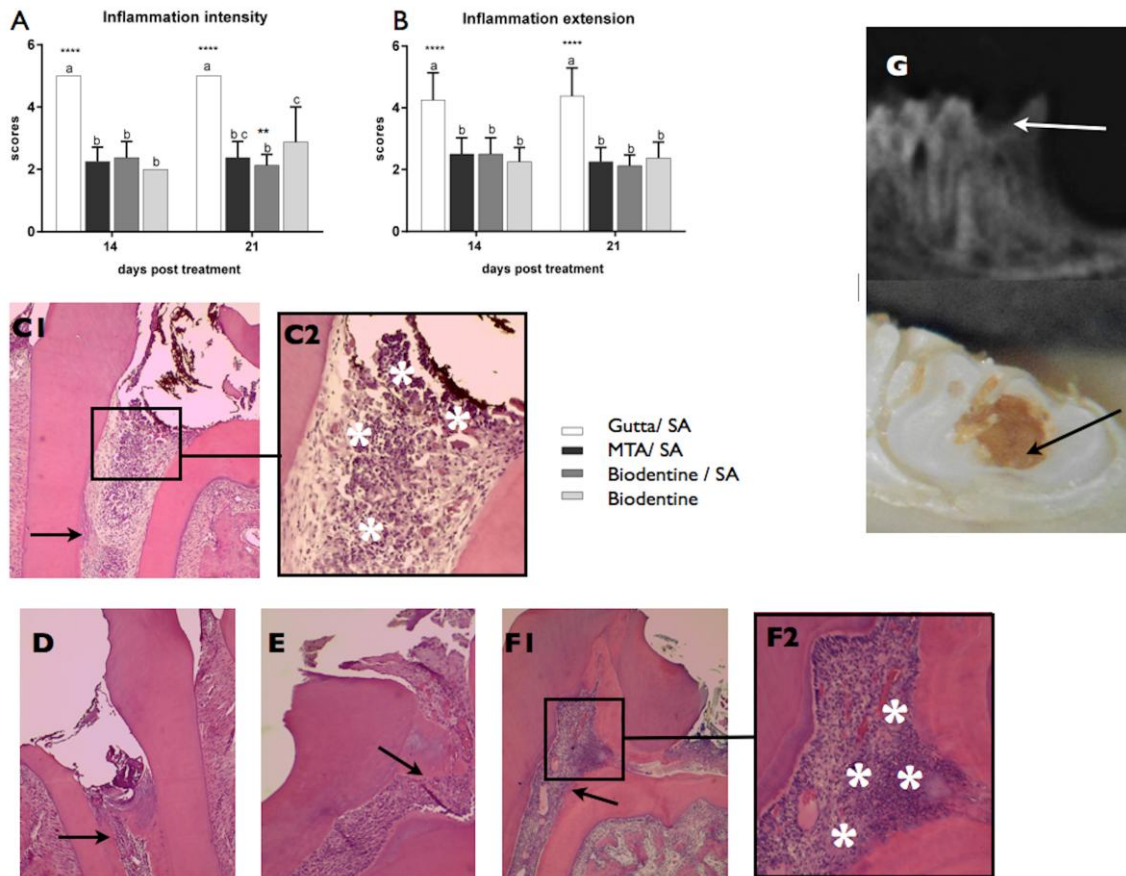 A
Inflammation intensity
6
4
2
0
scores
****
a
b
b
b
****
a
b c
**
b
c
14
21
days post treatment
B
Inflammation extension
6
4
2
0
scores
****
a
b
b
b
****
a
b
b
b
14
21
days post treatment
G
C1
C2
*
*
*
*
Gutta/ SA
MTA/ SA
Biodentine / SA
Biodentine
D
E
F1
F2
*
*
*
*